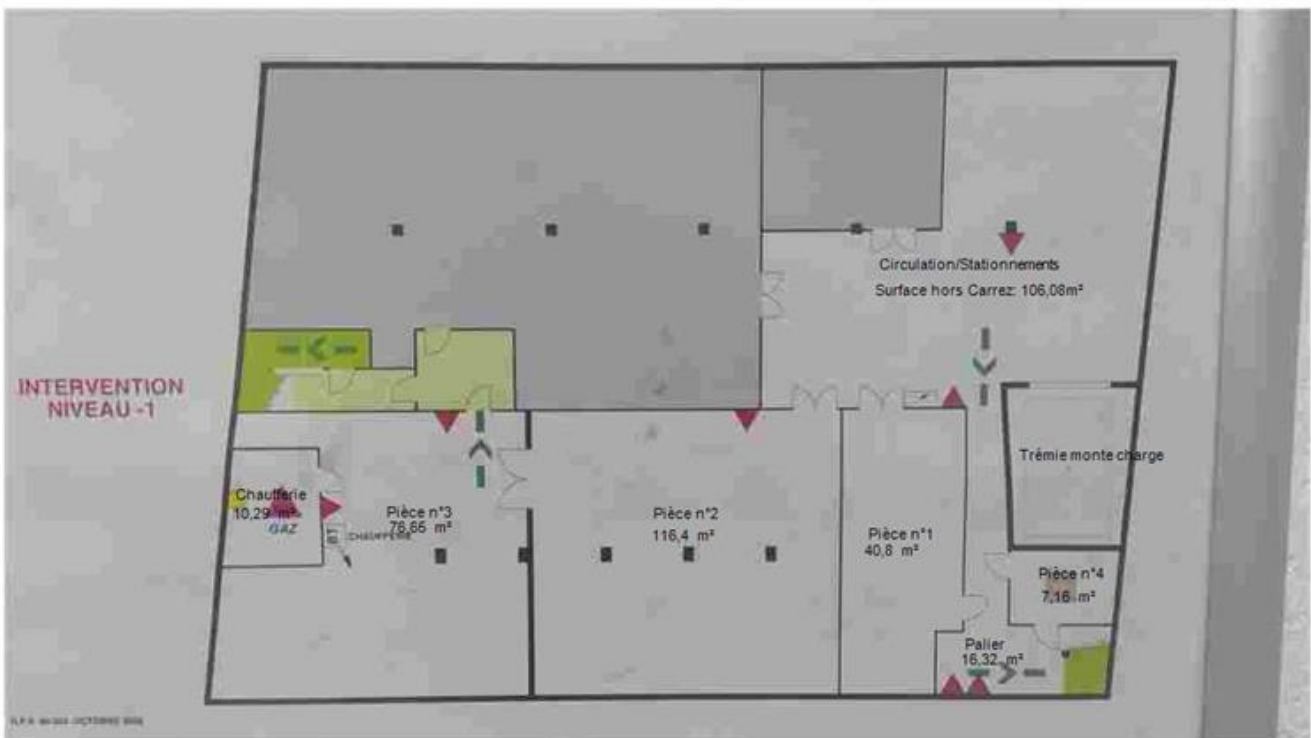 Circulation/Stationnements
Surface hors Carrez: 106,08m²
INTERVENTION
NIVEAU -1
Trémie monte charge
Chaufferie
10,29 m²
GAZ
BT
CHAUFFERIE
Pièce n°3
76,65 m²
Pièce n°2
116,4 m²
Pièce n°1
40,8 m²
Pièce n°4
7,16 m²
Palier
16,32 m²